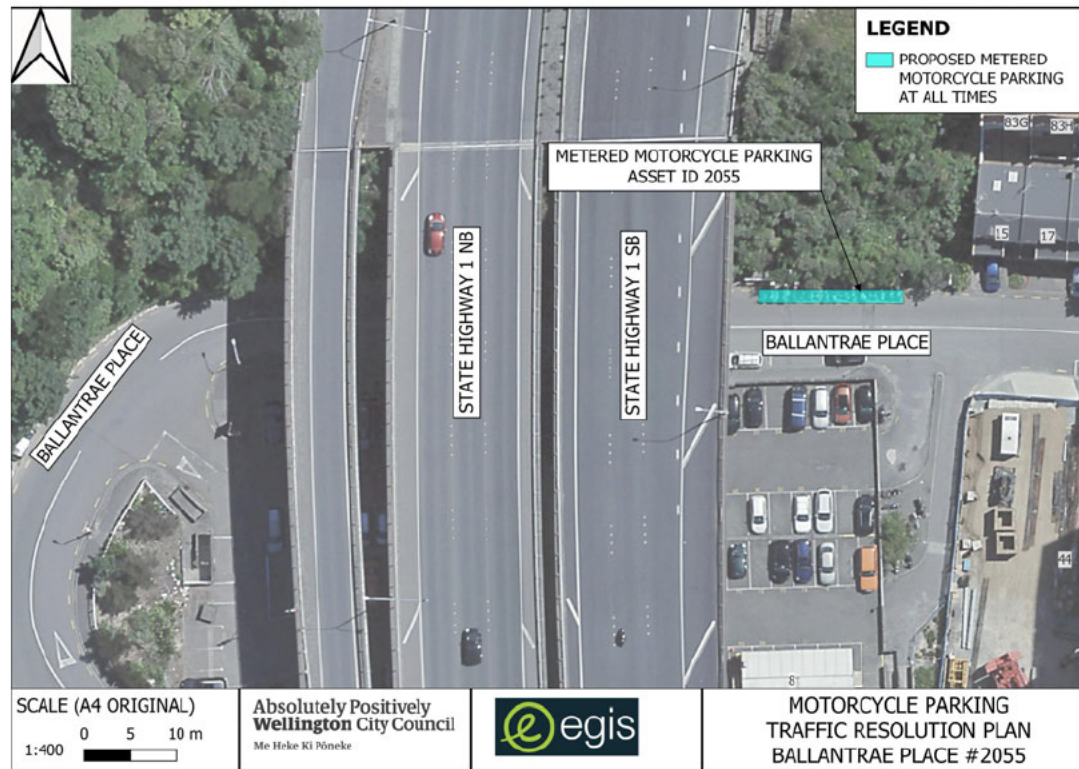 LEGEND
PROPOSED METERED
MOTORCYCLE PARKING
AT ALL TIMES
83G
83H
METERED MOTORCYCLE PARKING
ASSET ID 2055
15
17
STATE HIGHWAY 1 NB
STATE HIGHWAY 1 SB
BALLANTRAE PLACE
BALLANTRAE PLACE
44
SCALE (A4 ORIGINAL)
1:400
0 5 10 m
Absolutely Positively
Wellington City Council
Me Heke Ki Pōneke
egis
MOTORCYCLE PARKING
TRAFFIC RESOLUTION PLAN
BALLANTRAE PLACE #2055